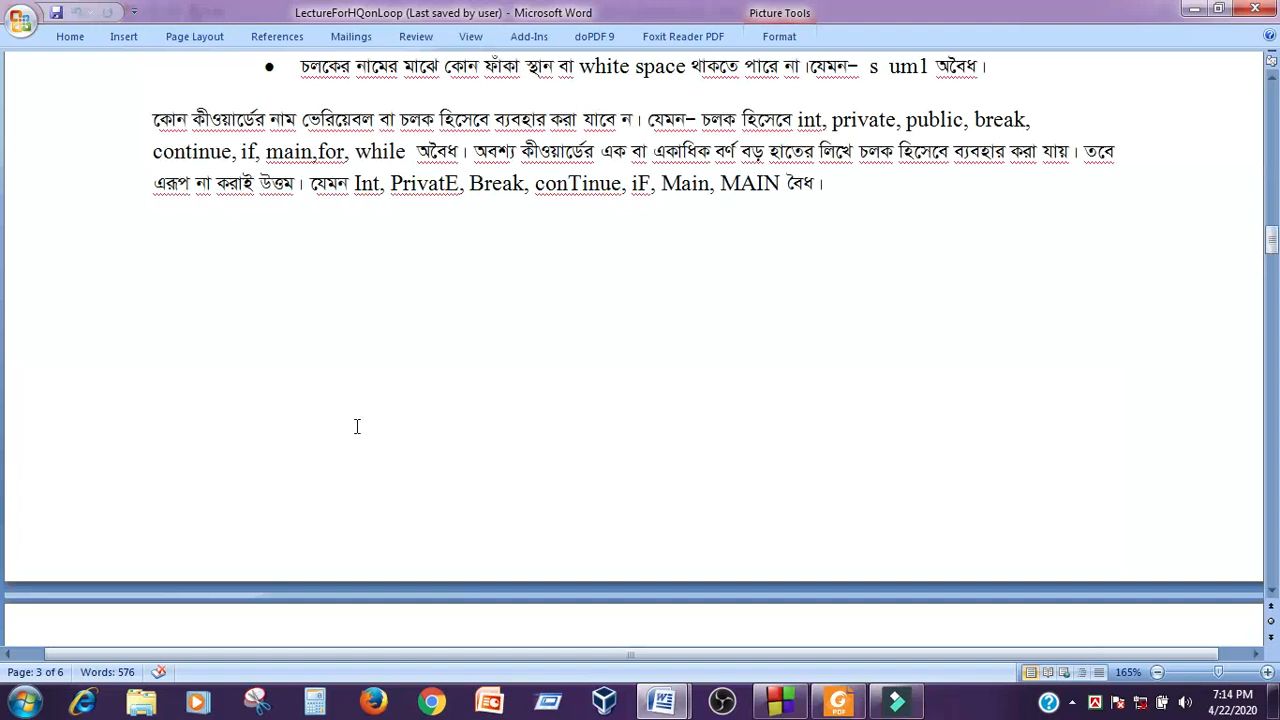 LectureForHQonLoop (Last saved by user) - Microsoft Word
Picture Tools
Home
Insert
Page Layout
References
Mailings
Review
View
Add-Ins
doPDF 9
Foxit Reader PDF
Format
• চলকের নামের মাঝে কোন ফাঁকা স্থান বা white space থাকতে পারে না।যেমন– s um1 অবৈধ।
কোন কীওয়ার্ডের নাম ভেরিয়েবল বা চলক হিসেবে ব্যবহার করা যাবে ন। যেমন– চলক হিসেবে int, private, public, break,
continue, if, main,for, while অবৈধ। অবশ্য কীওয়ার্ডের এক বা একাধিক বর্ণ বড় হাতের লিখে চলক হিসেবে ব্যবহার করা যায়। তবে
এরূপ না করাই উত্তম। যেমন Int, PrivatE, Break, conTinue, iF, Main, MAIN বৈধ।
Page: 3 of 6
Words: 576
165%
7:14 PM
4/22/2020